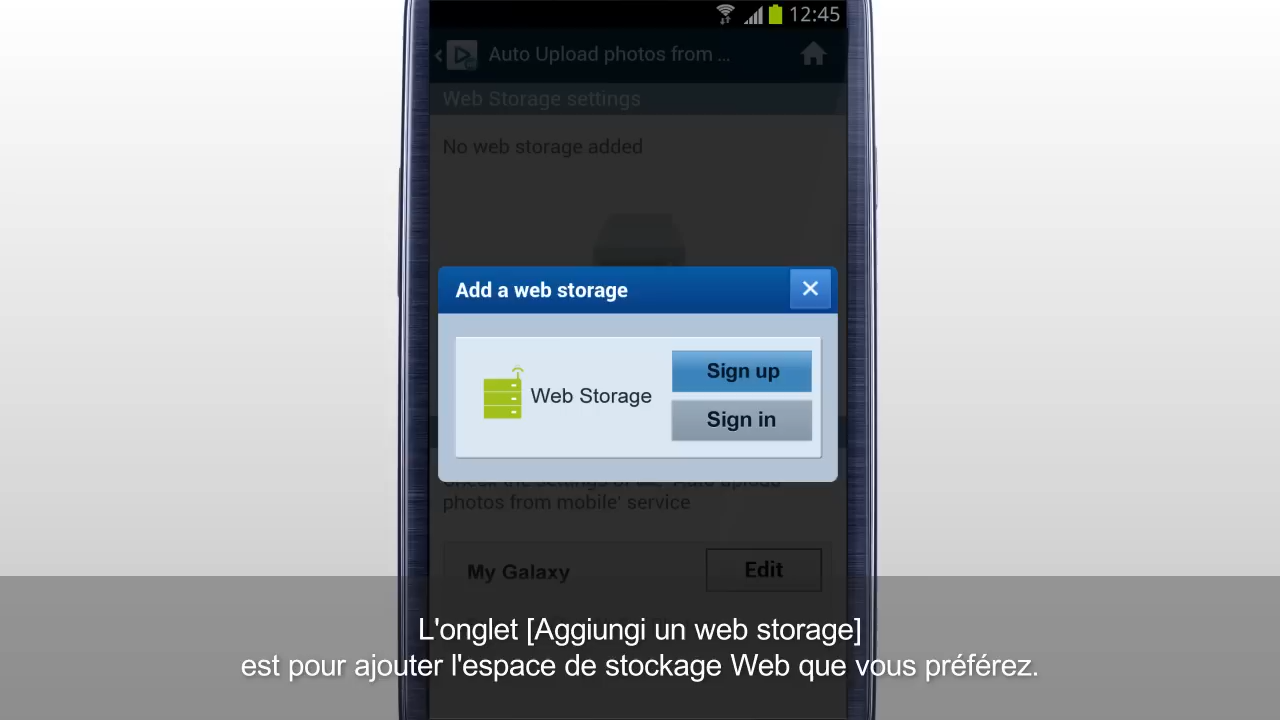 12:45
Auto Upload photos from ...
Web Storage settings
No web storage added
Add a web storage
Sign up
Web Storage
Sign in
photos from mobile' service
My Galaxy
Edit
L'onglet [Aggiungi un web storage]
est pour ajouter l'espace de stockage Web que vous préférez.